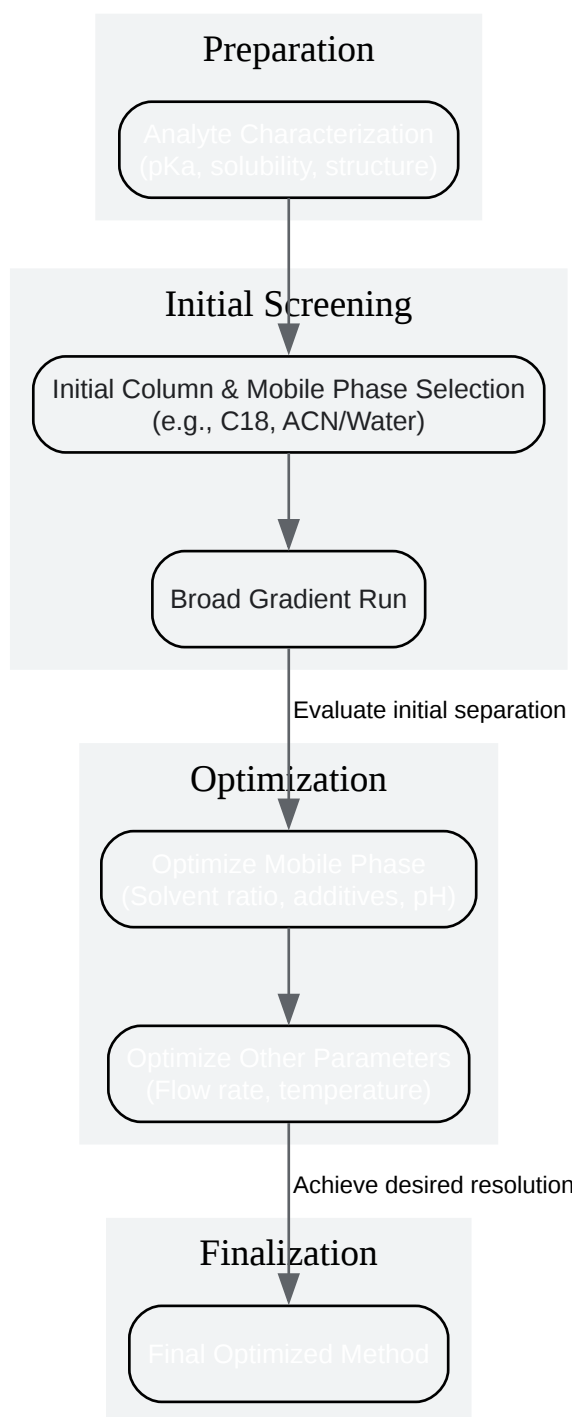 Preparation
Analyte Characterization
(pKa, solubility, structure)
Initial Screening
Initial Column & Mobile Phase Selection
(e.g., C18, ACN/Water)
Broad Gradient Run
Evaluate initial separation
Optimization
Optimize Mobile Phase
(Solvent ratio, additives, pH)
Optimize Other Parameters
(Flow rate, temperature)
Achieve desired resolution
Finalization
Final Optimized Method